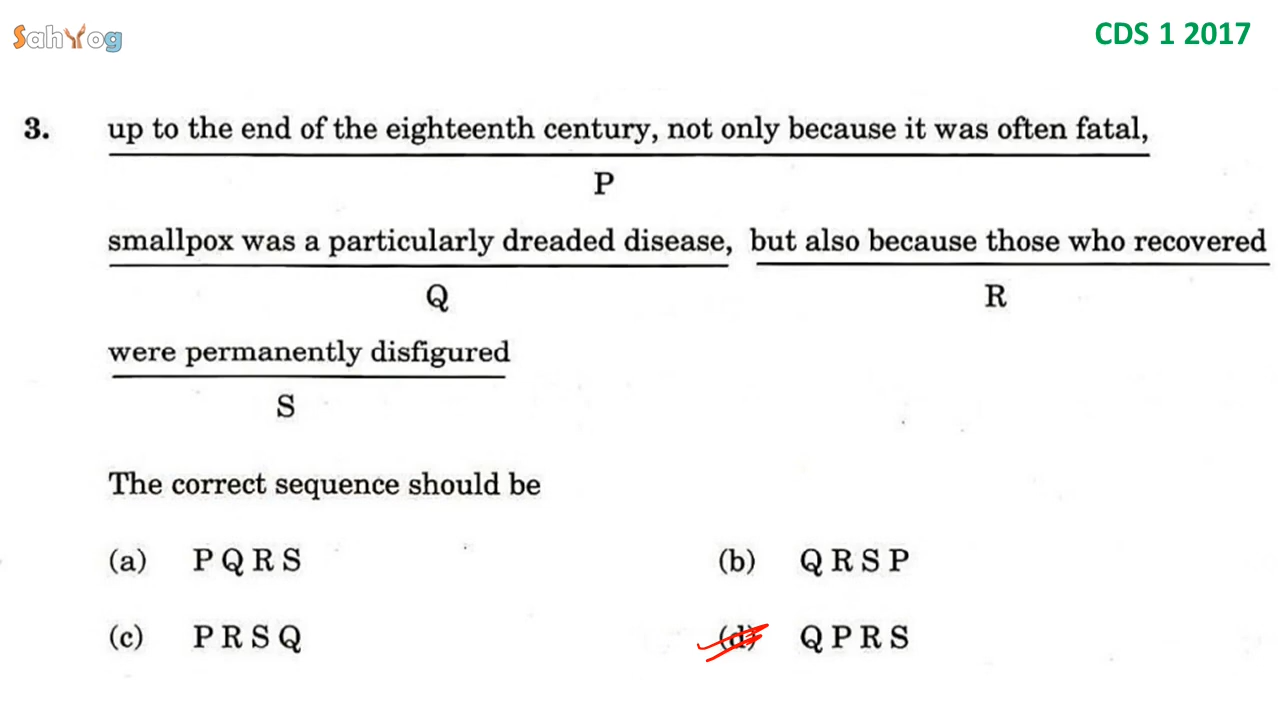 SahYog
CDS 1 2017
3. up to the end of the eighteenth century, not only because it was often fatal,
P
smallpox was a particularly dreaded disease, but also because those who recovered
Q R
were permanently disfigured
S
The correct sequence should be
(a) P Q R S (b) Q R S P
(c) P R S Q (d) Q P R S